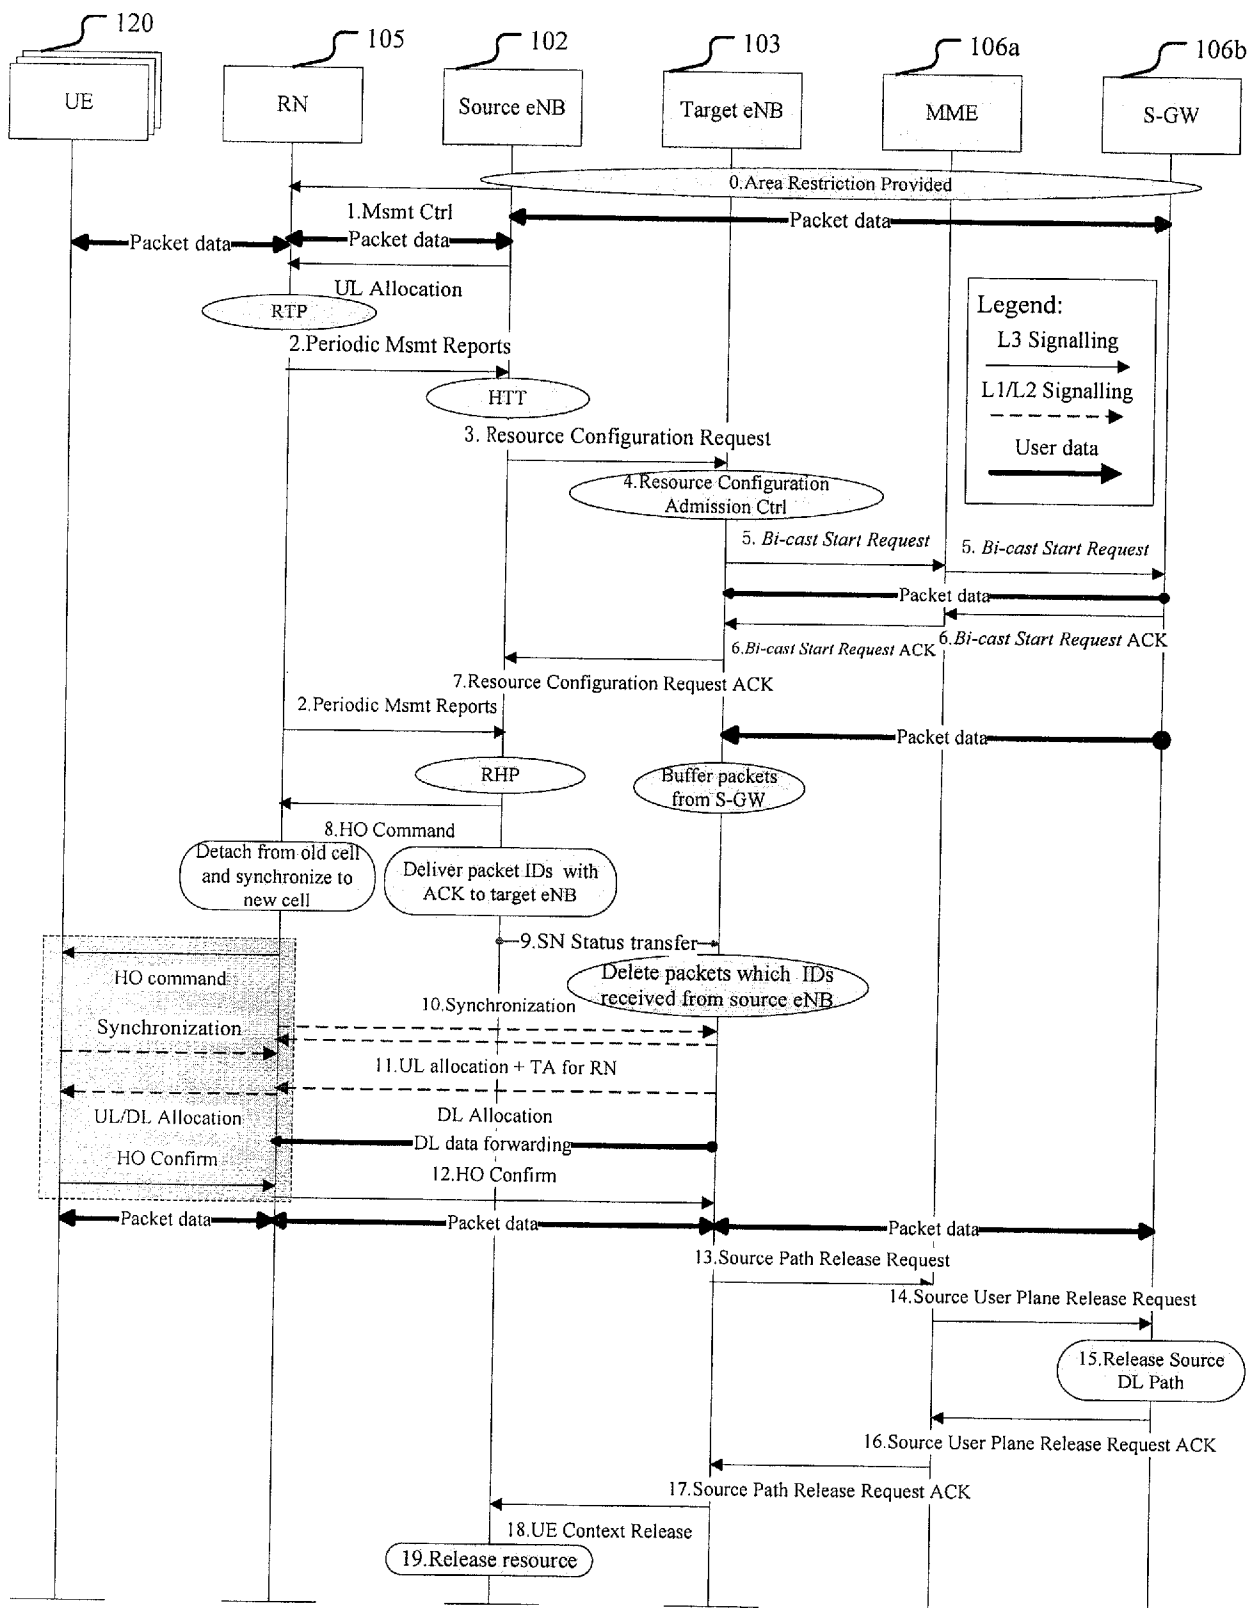 120
105
102
103
106a
106b
UE
RN
Source eNB
Target eNB
MME
S-GW
0.Area Restriction Provided
1.Msmt Ctrl
Packet data
Packet data
Packet data
UL Allocation
RTP
Legend:
L3 Signalling
L1/L2 Signalling
User data
2.Periodic Msmt Reports
HTT
3. Resource Configuration Request
4.Resource Configuration
Admission Ctrl
5. Bi-cast Start Request
5. Bi-cast Start Request
Packet data
6.Bi-cast Start Request ACK
6.Bi-cast Start Request ACK
7.Resource Configuration Request ACK
2.Periodic Msmt Reports
Packet data
RHP
Buffer packets
from S-GW
8.HO Command
Detach from old cell
and synchronize to
new cell
Deliver packet IDs with
ACK to target eNB
9.SN Status transfer
HO command
Delete packets which IDs
received from source eNB
10.Synchronization
Synchronization
11.UL allocation + TA for RN
UL/DL Allocation
DL Allocation
DL data forwarding
HO Confirm
12.HO Confirm
Packet data
Packet data
Packet data
13.Source Path Release Request
14.Source User Plane Release Request
15.Release Source
DL Path
16.Source User Plane Release Request ACK
17.Source Path Release Request ACK
18.UE Context Release
19.Release resource